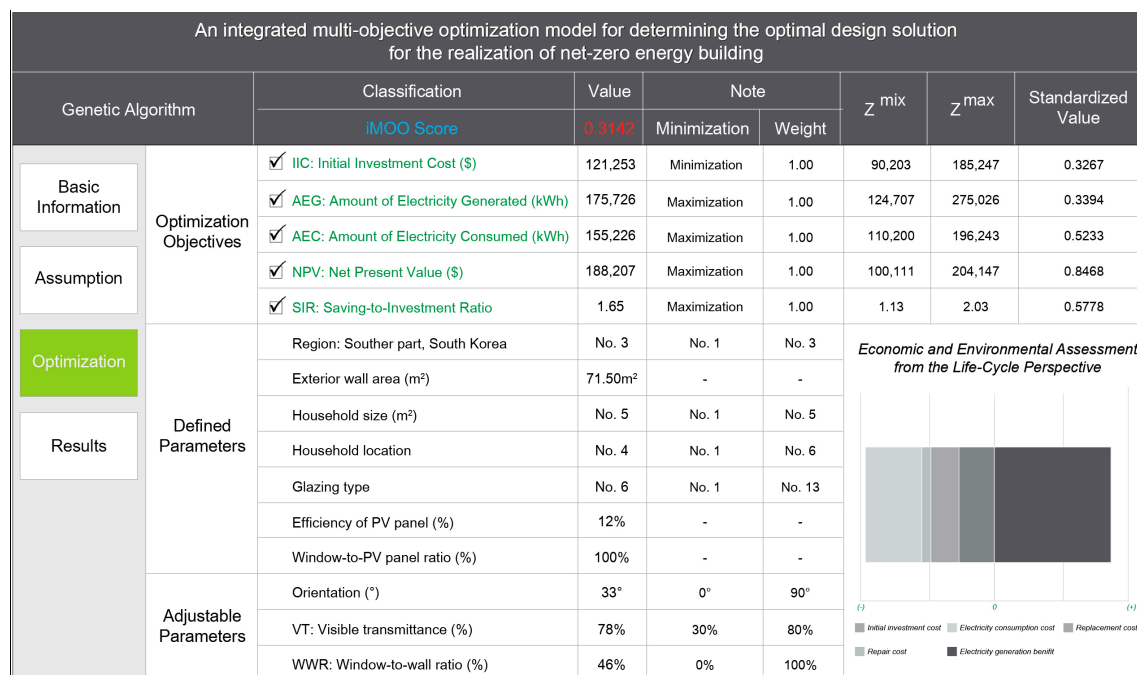 An integrated multi-objective optimization model for determining the optimal design solution
for the realization of net-zero energy building
Genetic Algorithm
Classification Value Note Z mix Z max Standardized Value
iMOO Score 0.3142 Minimization Weight
Basic Information
Assumption
Optimization
Results
Optimization Objectives
IIC: Initial Investment Cost ($) 121,253 Minimization 1.00 90,203 185,247 0.3267
AEG: Amount of Electricity Generated (kWh) 175,726 Maximization 1.00 124,707 275,026 0.3394
AEC: Amount of Electricity Consumed (kWh) 155,226 Maximization 1.00 110,200 196,243 0.5233
NPV: Net Present Value ($) 188,207 Maximization 1.00 100,111 204,147 0.8468
SIR: Saving-to-Investment Ratio 1.65 Maximization 1.00 1.13 2.03 0.5778
Defined Parameters
Region: Souther part, South Korea No. 3 No. 1 No. 3
Exterior wall area (m²) 71.50m² - -
Household size (m²) No. 5 No. 1 No. 5
Household location No. 4 No. 1 No. 6
Glazing type No. 6 No. 1 No. 13
Efficiency of PV panel (%) 12% - -
Window-to-PV panel ratio (%) 100% - -
Adjustable Parameters
Orientation (°) 33° 0° 90°
VT: Visible transmittance (%) 78% 30% 80%
WWR: Window-to-wall ratio (%) 46% 0% 100%
Economic and Environmental Assessment
from the Life-Cycle Perspective
(-) 0 (+)
Initial investment cost Electricity consumption cost Replacement cost
Repair cost Electricity generation benifit